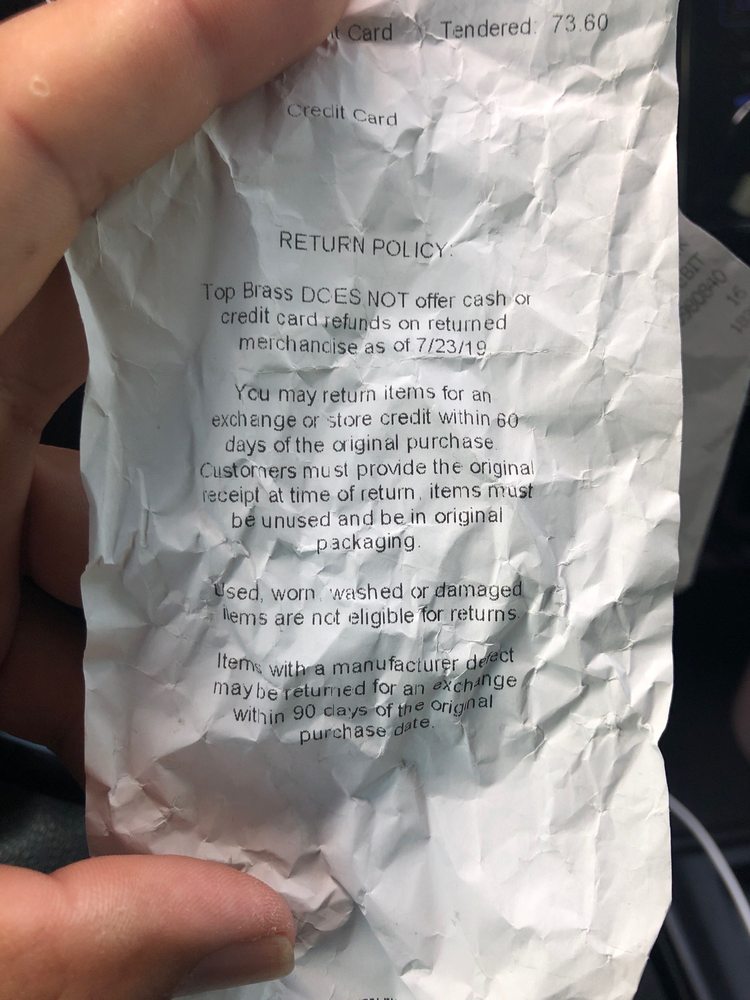 Card Tendered: 73.60
Credit Card
RETURN POLICY:
Top Brass DOES NOT offer cash or
credit card refunds on returned
merchandise as of 7/23/19
You may return items for an
exchange or store credit within 60
days of the original purchase.
Customers must provide the original
receipt at time of return, items must
be unused and be in original
packaging.
Used, worn, washed or damaged
items are not eligible for returns.
Items with a manufacturer defect
may be returned for an exchange
within 90 days of the original
purchase date.